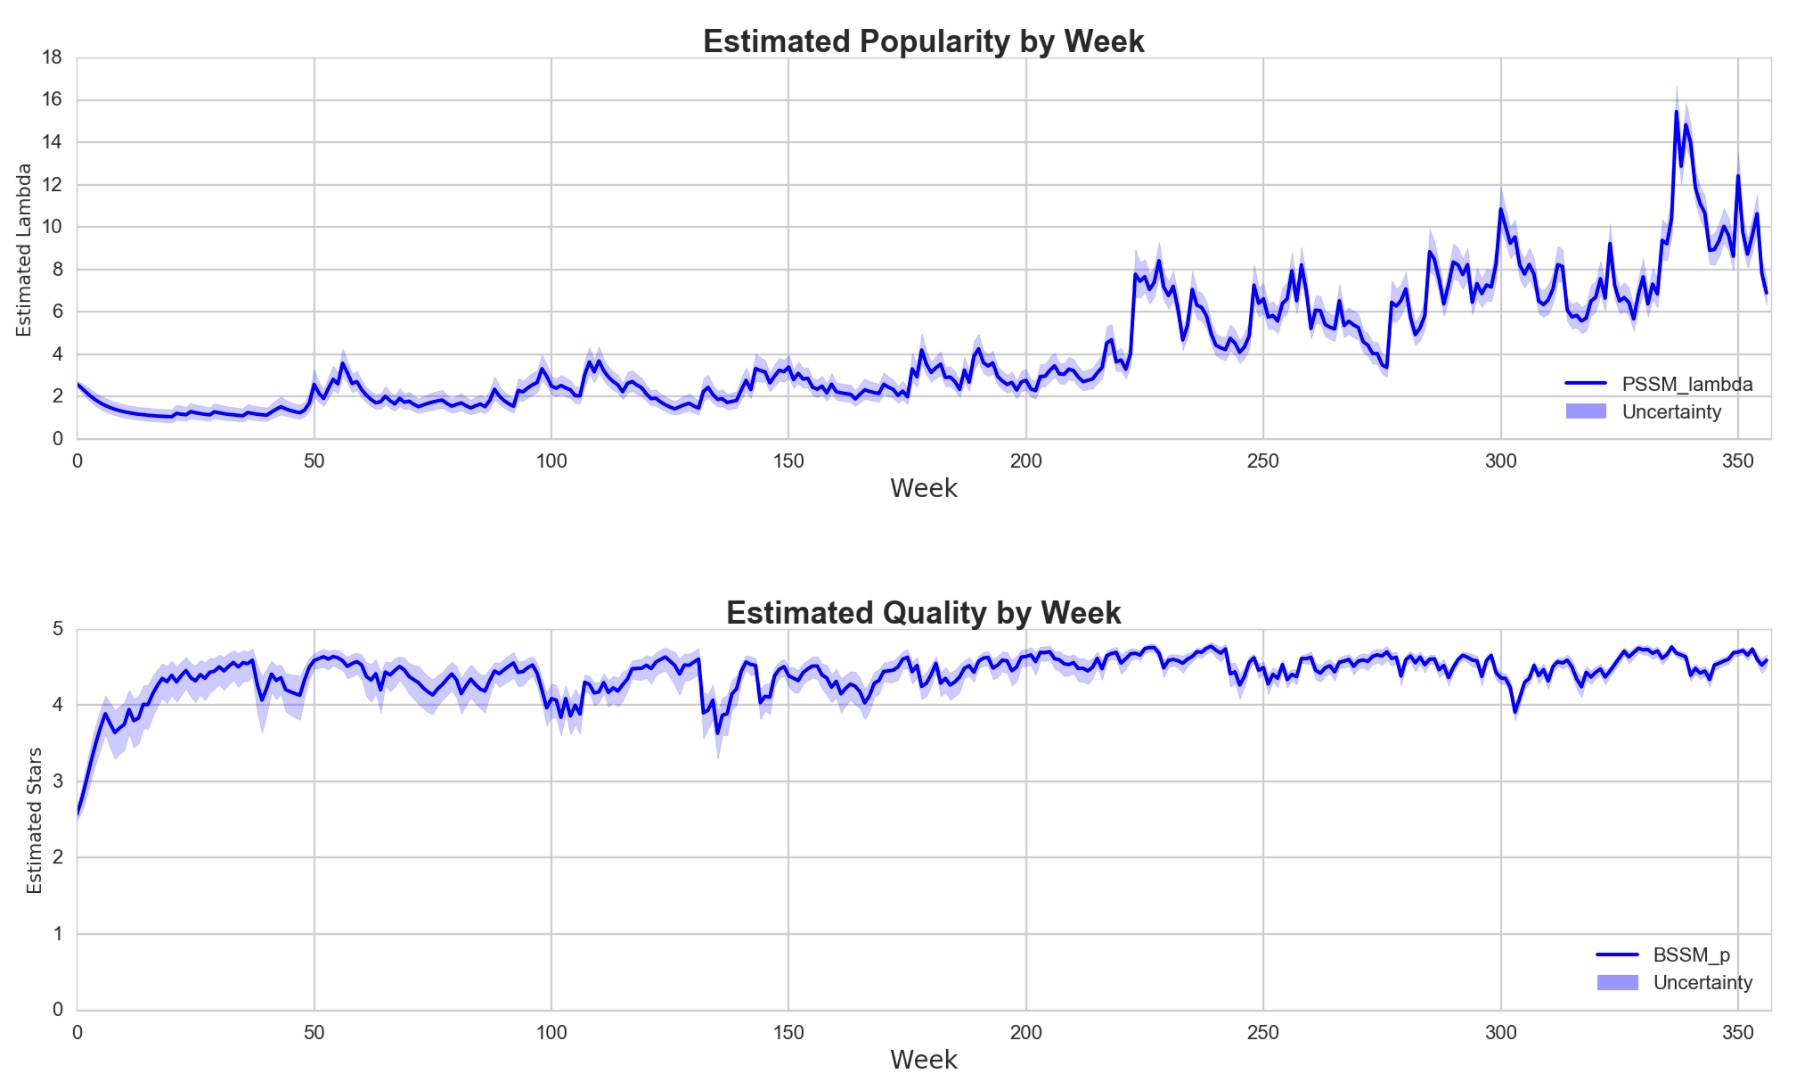 Estimated Popularity by Week
18
16
14
12
10
8
6
4
2
0
Estimated Lambda
PSSM_lambda
Uncertainty
0 50 100 150 200 250 300 350
Week
Estimated Quality by Week
5
4
3
2
1
0
Estimated Stars
BSSM_p
Uncertainty
0 50 100 150 200 250 300 350
Week